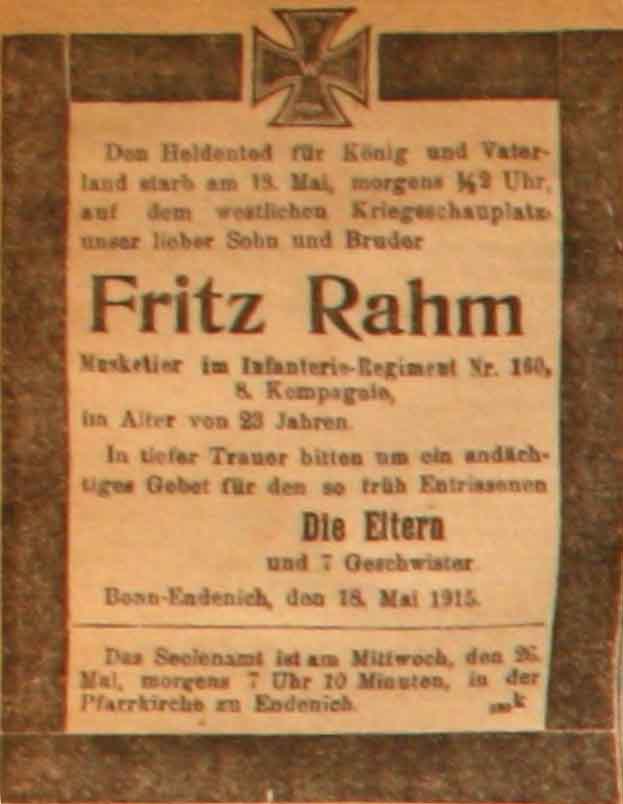 Den Heldentod für König und Vater-
land starb am 13. Mai, morgens ½2 Uhr,
auf dem westlichen Kriegsschauplatz
unser lieber Sohn und Bruder
Fritz Rahm
Musketier im Infanterie-Regiment Nr. 160,
8. Kompagnie,
im Alter von 23 Jahren.
In tiefer Trauer bitten um ein andäch-
tiges Gebet für den so früh Entrissenen
Die Eltern
und 7 Geschwister
Bonn-Endenich, den 18. Mai 1915.
Das Seelenamt ist am Mittwoch, den 26.
Mai, morgens 7 Uhr 10 Minuten, in der
Pfarrkirche zu Endenich.